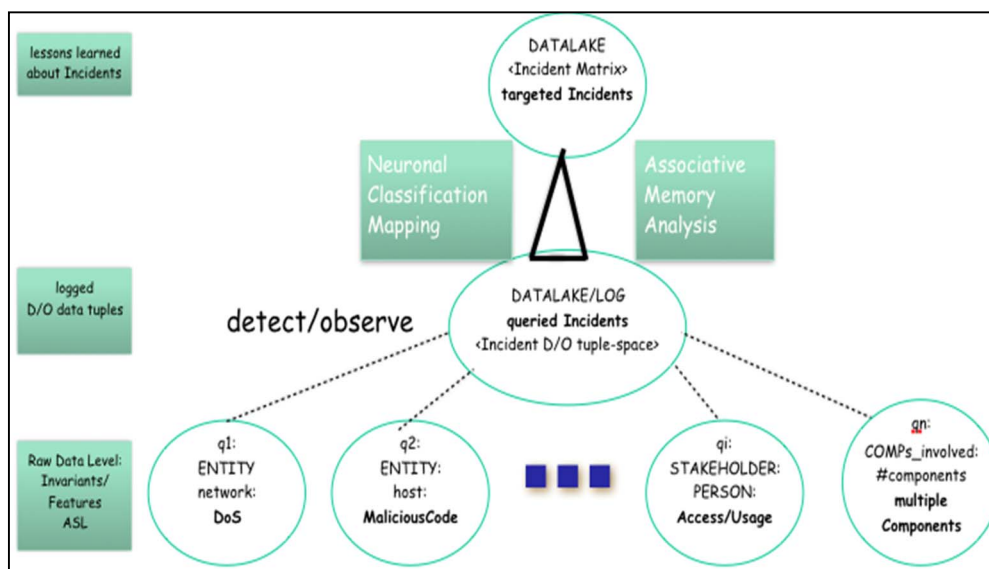 lessons learned
about Incidents
DATALAKE
<Incident Matrix>
targeted Incidents
Neuronal
Classification
Mapping
Associative
Memory
Analysis
logged
D/O data tuples
detect/observe
DATALAKE/LOG
queried Incidents
<Incident D/O tuple-space>
Raw Data Level:
Invariants/
Features
ASL
q1:
ENTITY
network:
DoS
q2:
ENTITY:
host:
MaliciousCode
qi:
STAKEHOLDER:
PERSON:
Access/Usage
qn:
COMPs_involved:
#components
multiple
Components